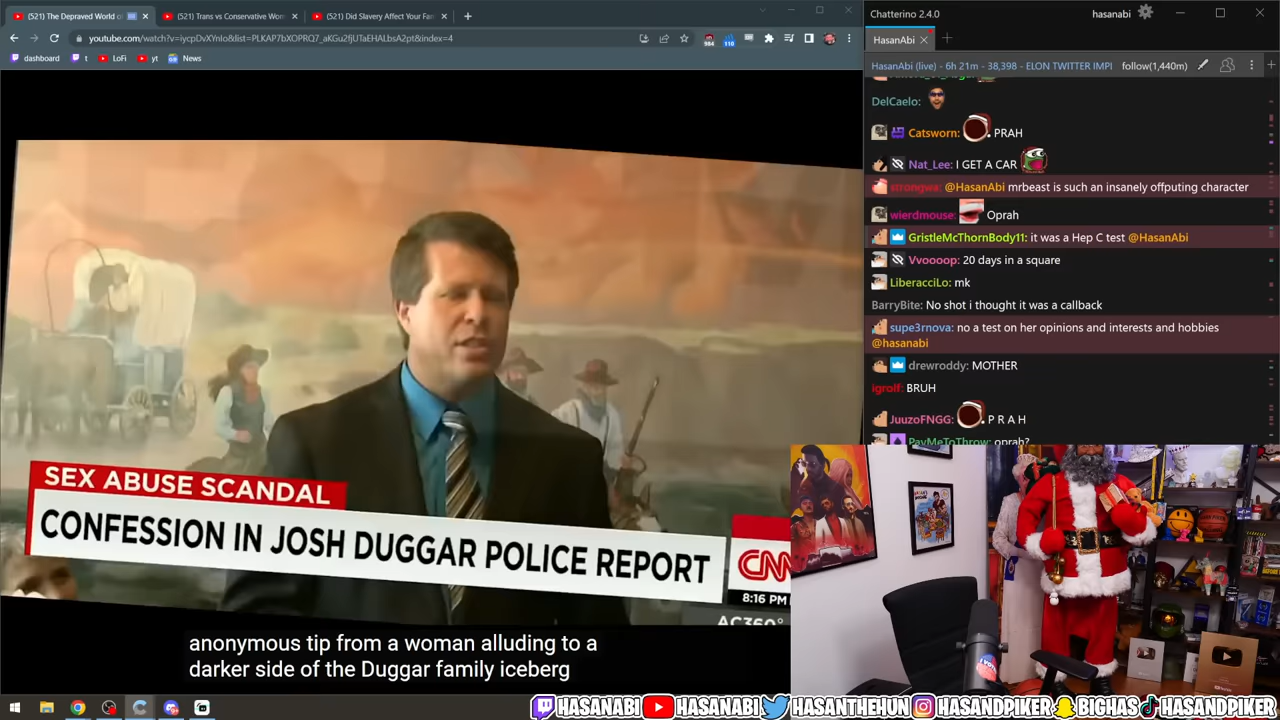 (521) The Depraved World o
(521) Trans vs Conservative Wom
(521) Did Slavery Affect Your Fam
youtube.com/watch?v=fycpDvXYnIo&list=PLKAP7bXOPRQ7_aKGu2fJUTaEHALbsA2pt&index=4
984
110
dashboard
t
LoFi
yt
News
SEX ABUSE SCANDAL
CONFESSION IN JOSH DUGGAR POLICE REPORT
CNN
8:16 PM
AC360°
anonymous tip from a woman alluding to a
darker side of the Duggar family iceberg
Chatterino 2.4.0
hasanabi
HasanAbi
HasanAbi (live) - 6h 21m - 38,398 - ELON TWITTER IMPI
follow(1,440m)
DelCaelo:
Catsworn: PRAH
Nat_Lee: I GET A CAR
@HasanAbi mrbeast is such an insanely offputing character
wierdmouse: Oprah
GristleMcThornBody11: it was a Hep C test @HasanAbi
Vvoooop: 20 days in a square
LiberacciLo: mk
BarryBite: No shot i thought it was a callback
supe3rnova: no a test on her opinions and interests and hobbies
@hasanabi
drewroddy: MOTHER
igrolf: BRUH
JuuzoFNGG: P R A H
PayMeToThrow: oprah?
HASANABI
HASANABI
HASANTHEHUN
HASANDPIKER
BIGHAS
HASANDPIKER